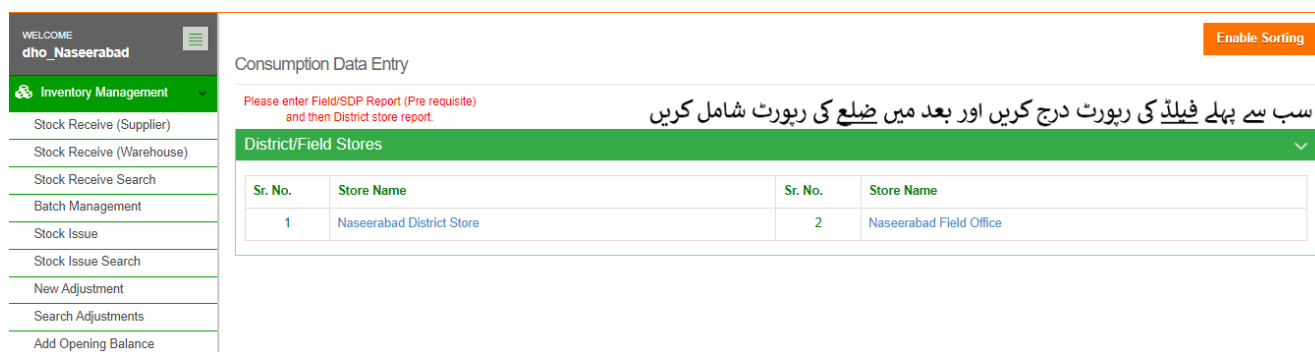 WELCOME
dho_Naseerabad
Inventory Management
Stock Receive (Supplier)
Stock Receive (Warehouse)
Stock Receive Search
Batch Management
Stock Issue
Stock Issue Search
New Adjustment
Search Adjustments
Add Opening Balance
Enable Sorting
Consumption Data Entry
Please enter Field/SDP Report (Pre requisite)
and then District store report.
سب سے پہلے فیلڈ کی رپورٹ درج کریں اور بعد میں ضلع کی رپورٹ شامل کریں
District/Field Stores
Sr. No. Store Name Sr. No. Store Name
1 Naseerabad District Store 2 Naseerabad Field Office